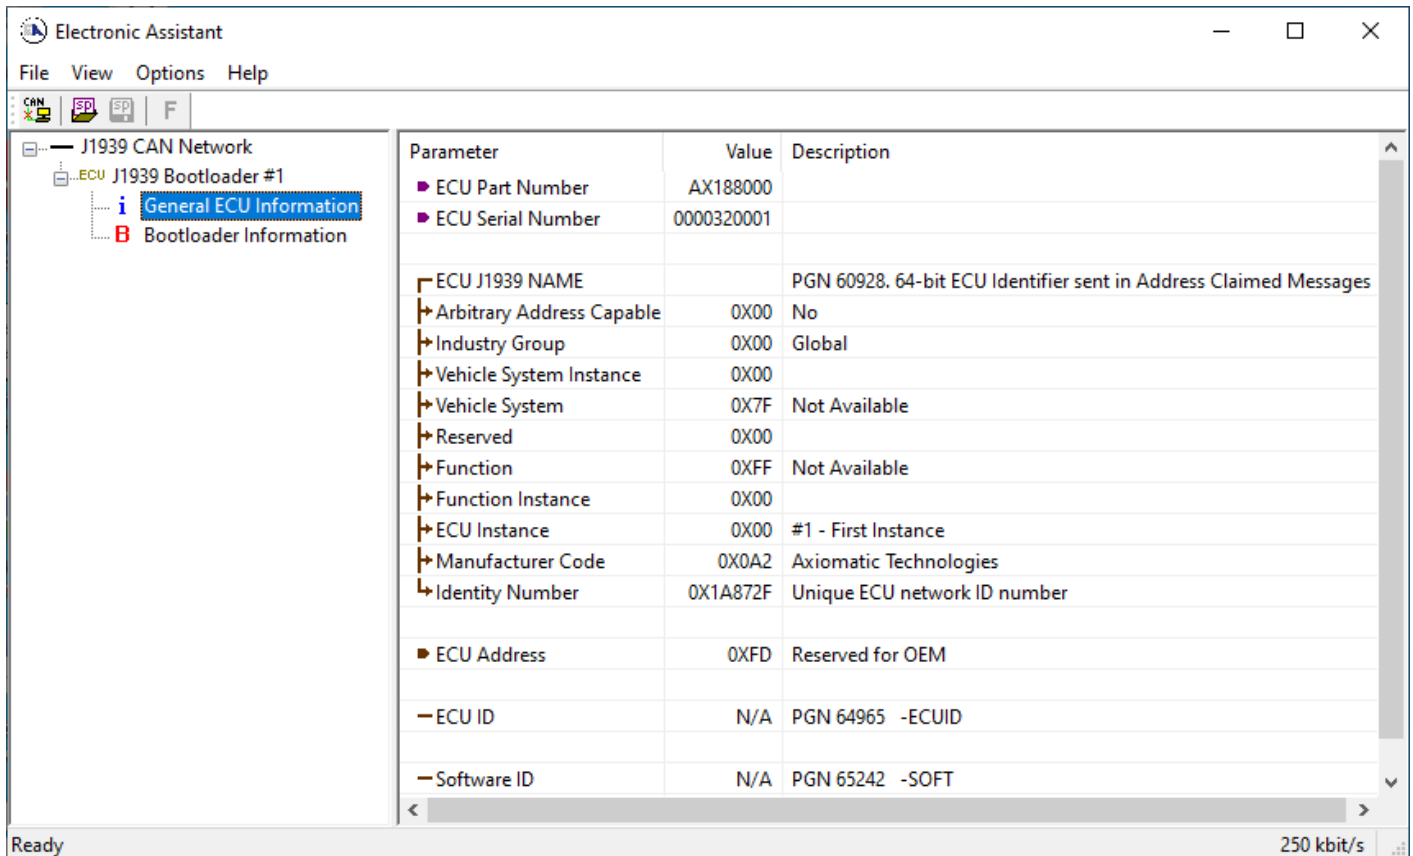 Electronic Assistant
File View Options Help
CAN SP SP F
J1939 CAN Network
ECU J1939 Bootloader #1
i General ECU Information
B Bootloader Information
Parameter Value Description
ECU Part Number AX188000
ECU Serial Number 0000320001
ECU J1939 NAME PGN 60928. 64-bit ECU Identifier sent in Address Claimed Messages
Arbitrary Address Capable 0X00 No
Industry Group 0X00 Global
Vehicle System Instance 0X00
Vehicle System 0X7F Not Available
Reserved 0X00
Function 0XFF Not Available
Function Instance 0X00
ECU Instance 0X00 #1 - First Instance
Manufacturer Code 0X0A2 Axiomatic Technologies
Identity Number 0X1A872F Unique ECU network ID number
ECU Address 0XFD Reserved for OEM
ECU ID N/A PGN 64965 -ECUID
Software ID N/A PGN 65242 -SOFT
Ready 250 kbit/s